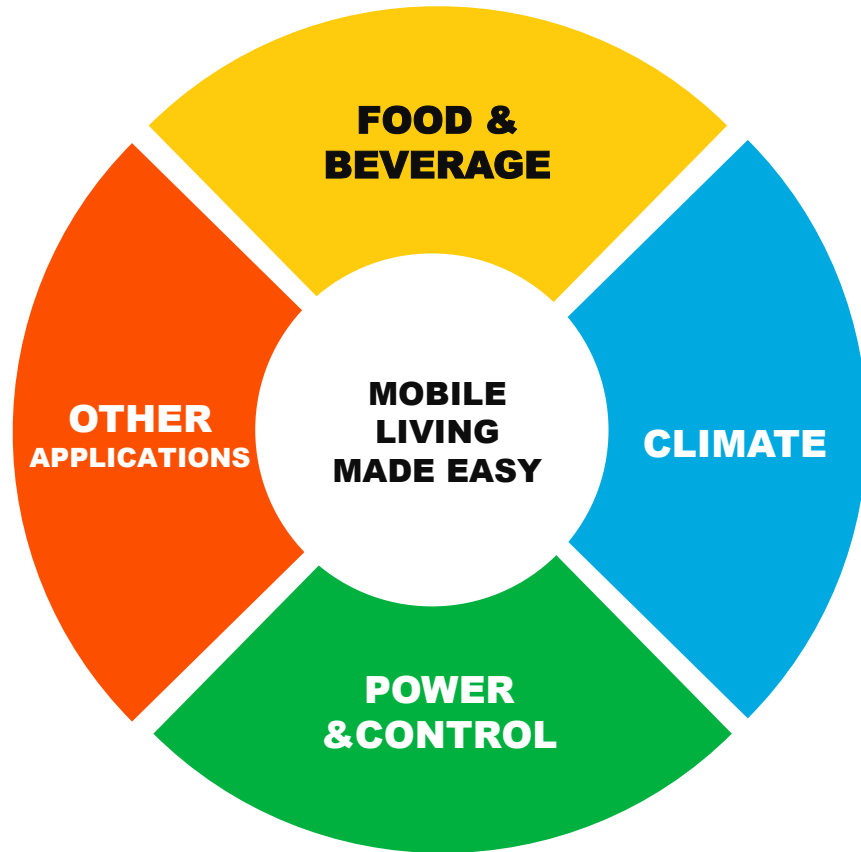 FOOD &
BEVERAGE
MOBILE
LIVING
MADE EASY
OTHER
APPLICATIONS
CLIMATE
POWER
&CONTROL